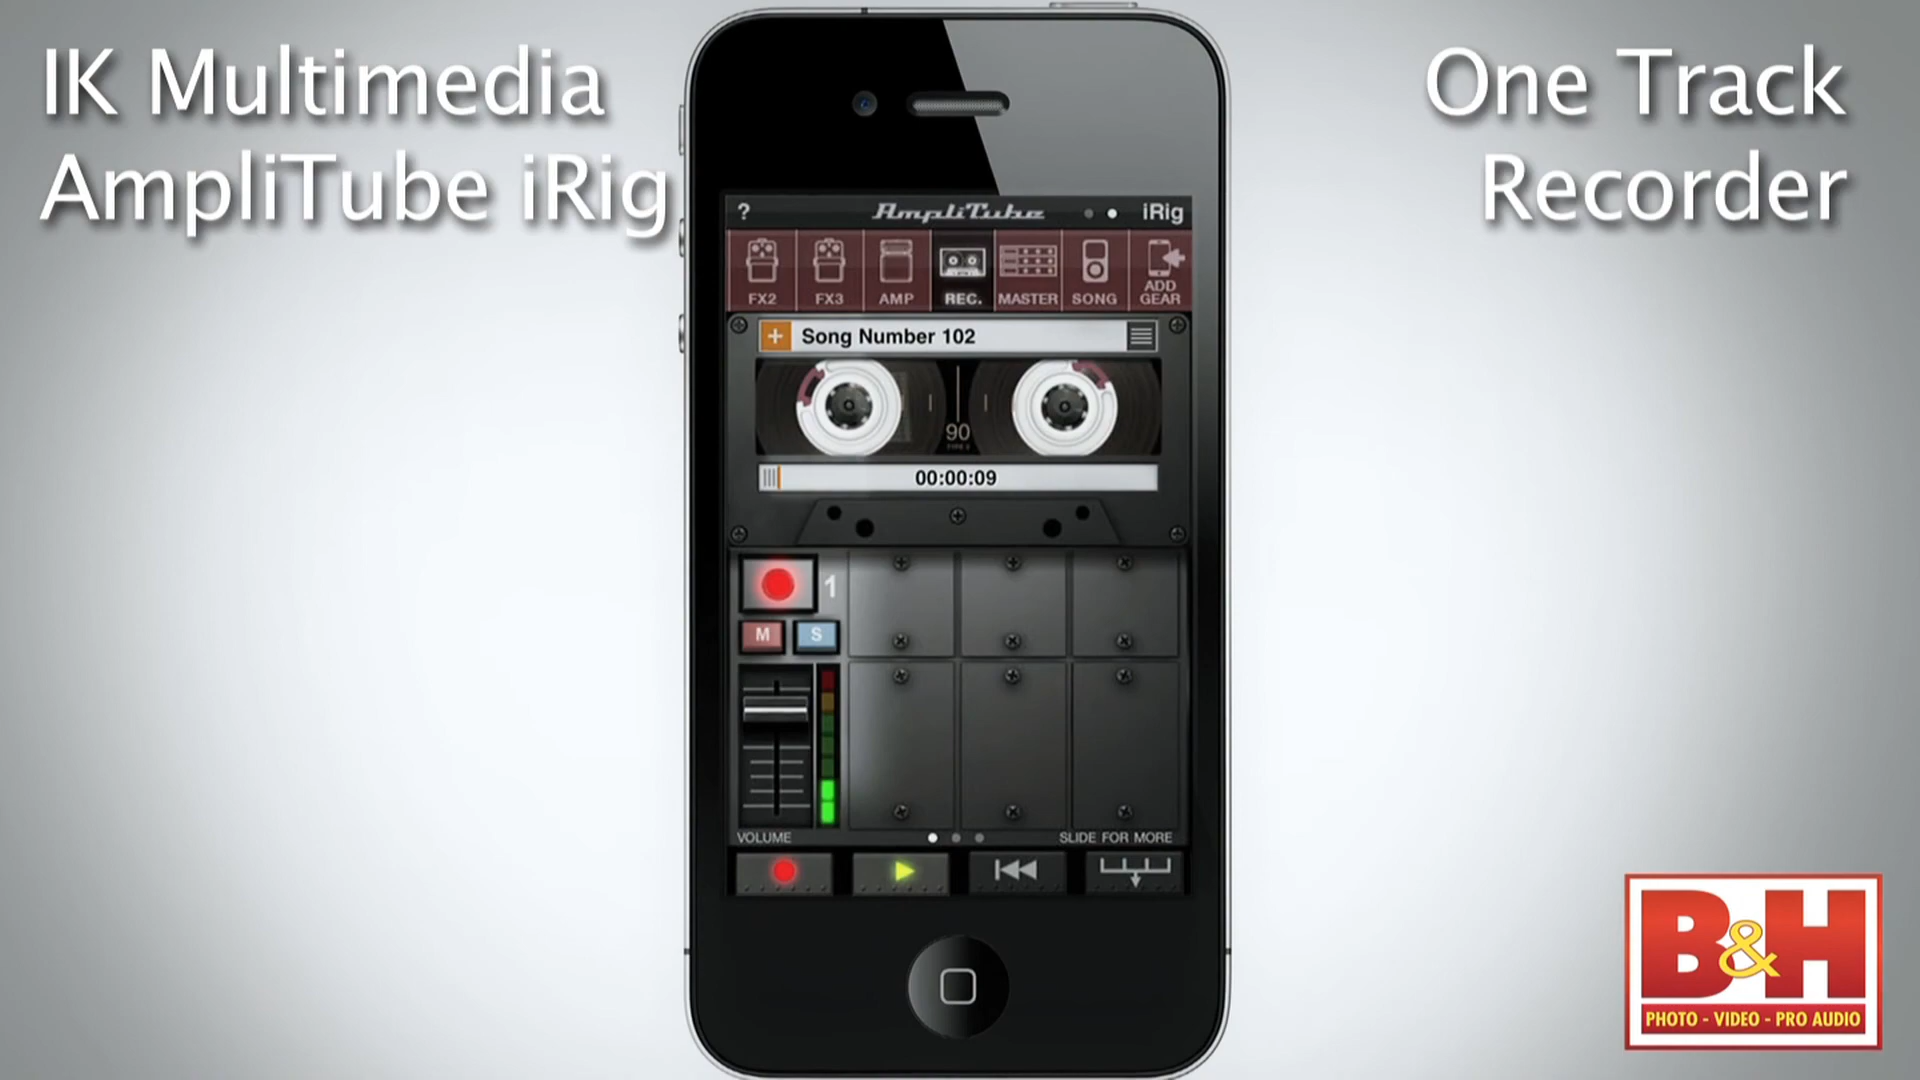 IK Multimedia
AmpliTube iRig
One Track
Recorder
? AmpliTube iRig
FX2 FX3 AMP REC. MASTER SONG ADD GEAR
+ Song Number 102
90
00:00:09
1
M S
VOLUME SLIDE FOR MORE
B&H
PHOTO - VIDEO - PRO AUDIO